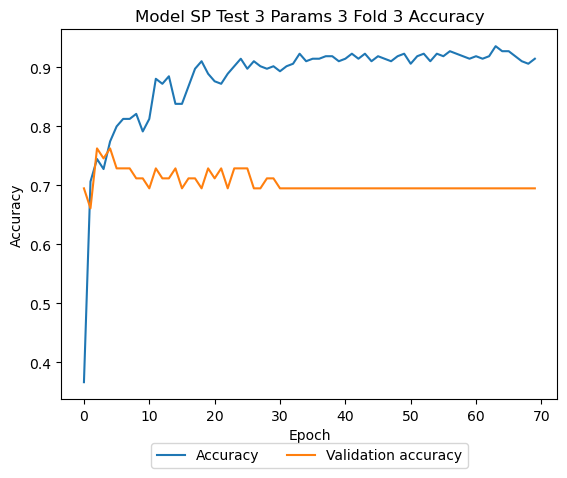 Model SP Test 3 Params 3 Fold 3 Accuracy
Accuracy
0.9
0.8
0.7
0.6
0.5
0.4
0 10 20 30 40 50 60 70
Epoch
Accuracy Validation accuracy